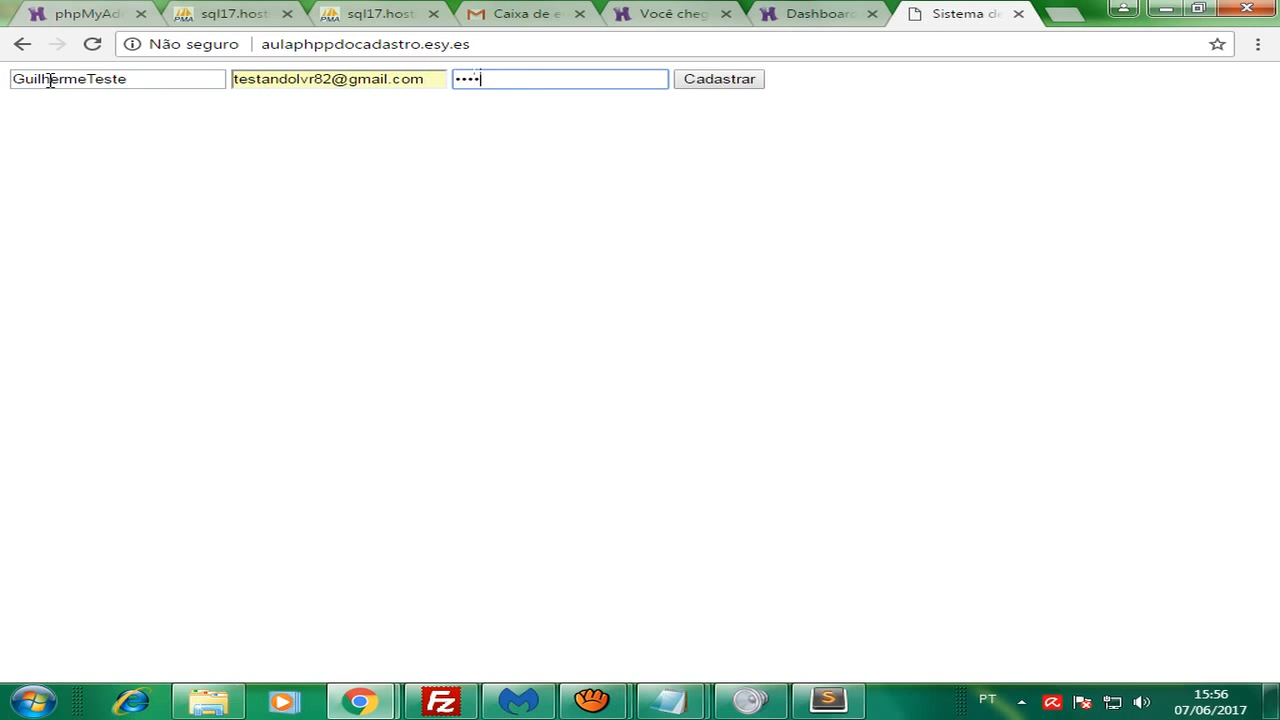 phpMyAd
sql17.host
sql17.host
Caixa de e
Você cheg
Dashboard
Sistema de
Não seguro
aulaphppdocadastro.esy.es
GuilhermeTeste
testandolvr82@gmail.com
••••
Cadastrar
PT
15:56
07/06/2017